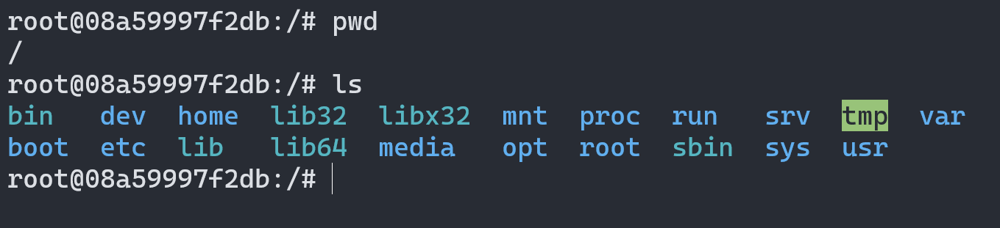 root@08a59997f2db:/# pwd
/
root@08a59997f2db:/# ls
bin   dev  home  lib32  libx32  mnt  proc  run   srv  tmp  var
boot  etc  lib   lib64  media   opt  root  sbin  sys  usr
root@08a59997f2db:/#